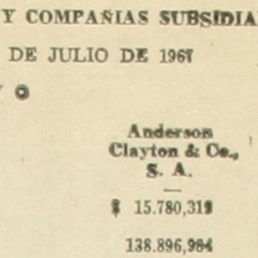 Y COMPAÑIAS SUBSIDIA
DE JULIO DE 1967
O
Anderson
Clayton & Co.,
S. A.
$ 15.780,319
138.896,984